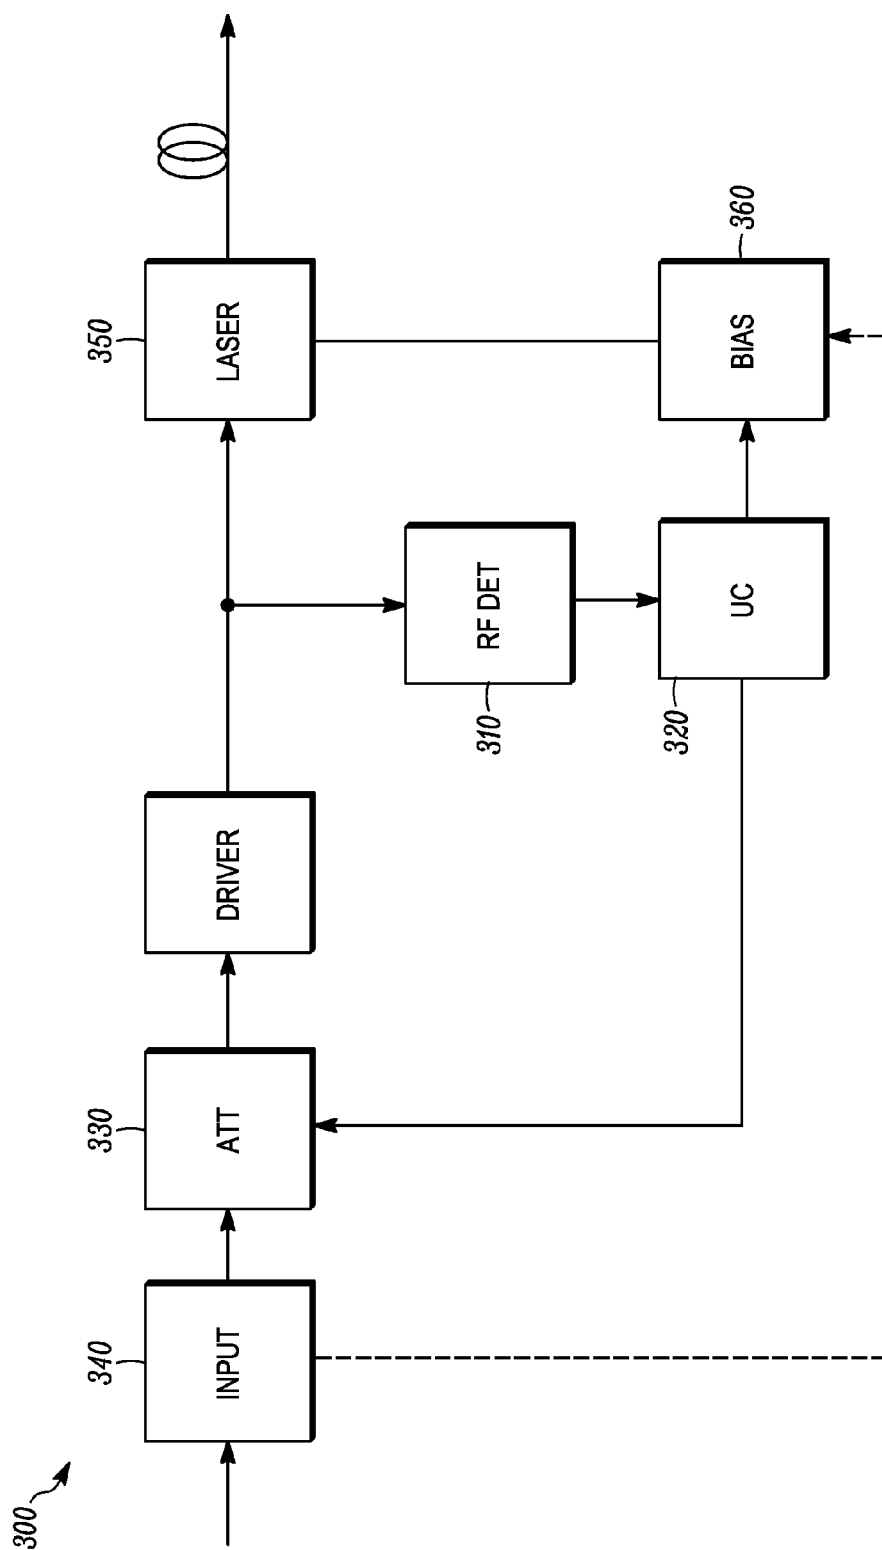 300
340
INPUT
330
ATT
DRIVER
310
RF DET
320
UC
350
LASER
360
BIAS